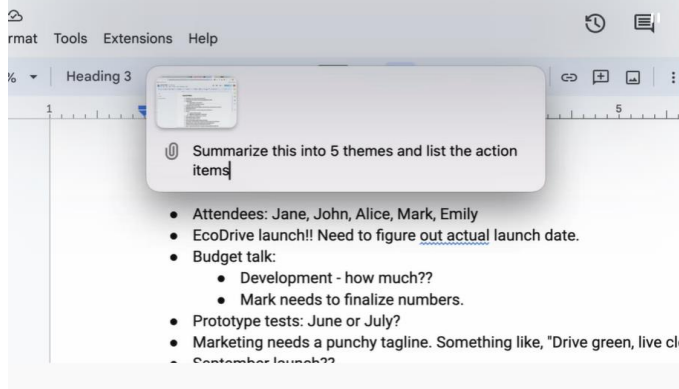 rmat Tools Extensions Help
% Heading 3
1 5
Summarize this into 5 themes and list the action
items
● Attendees: Jane, John, Alice, Mark, Emily
● EcoDrive launch!! Need to figure out actual launch date.
● Budget talk:
● Development - how much??
● Mark needs to finalize numbers.
● Prototype tests: June or July?
● Marketing needs a punchy tagline. Something like, "Drive green, live cl
● September launch??